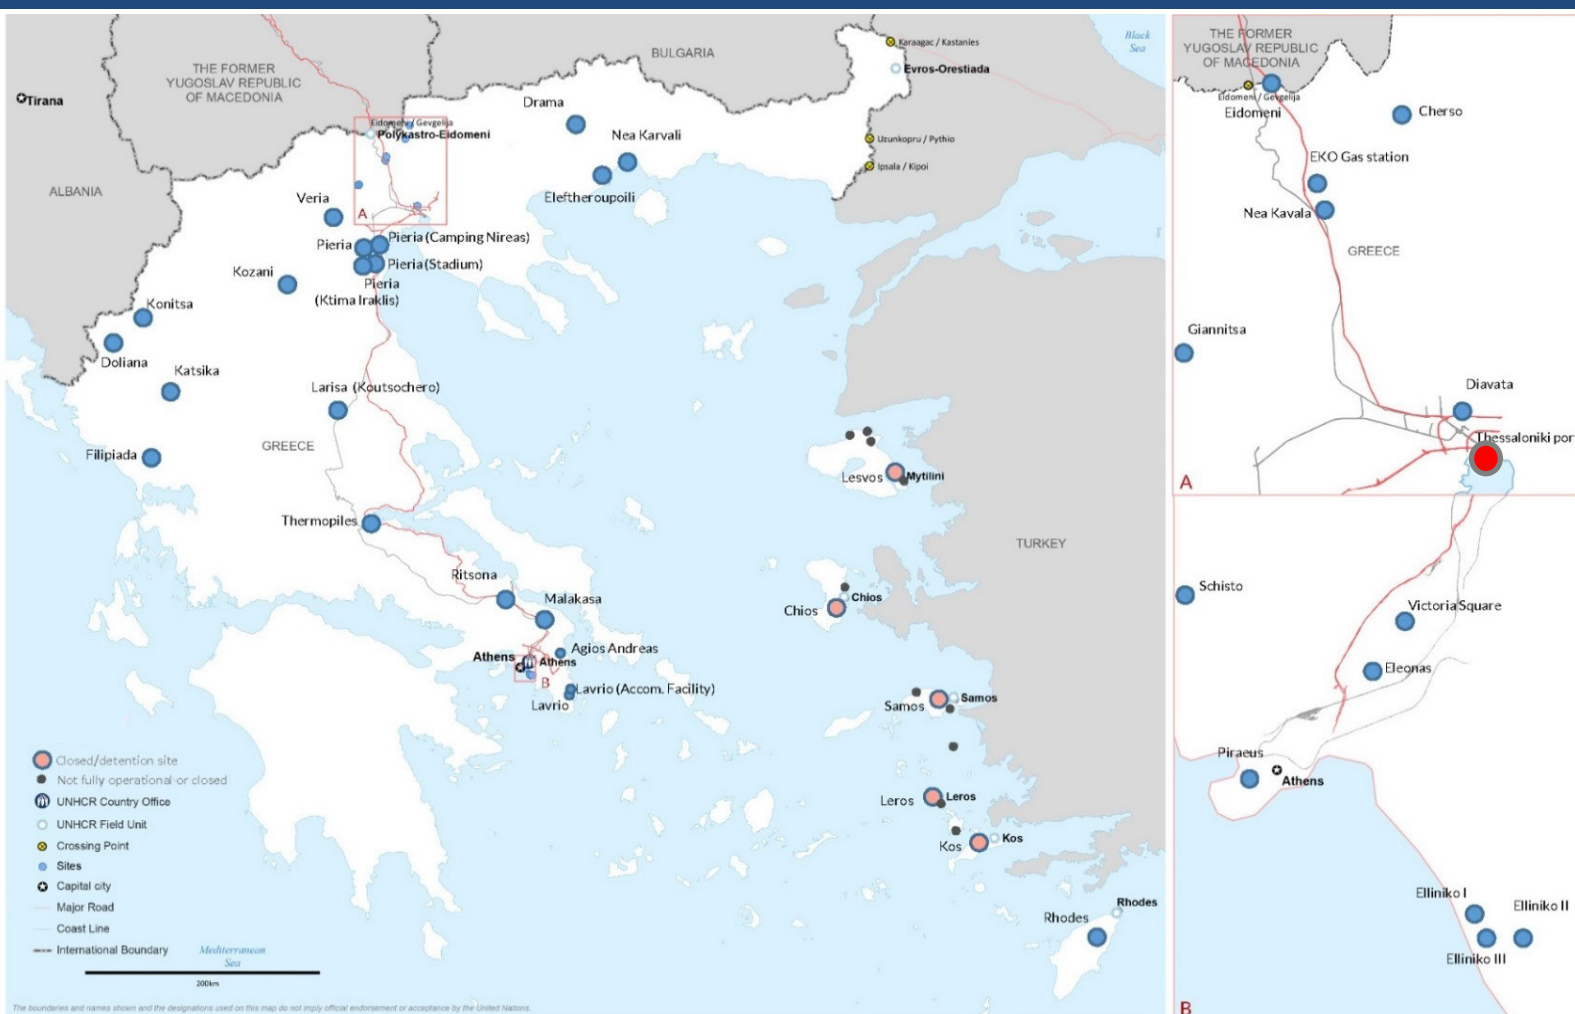 BULGARIA
Black
Sea
Karaagac / Kastanies
Evros-Orestiada
THE FORMER
YUGOSLAV REPUBLIC
OF MACEDONIA
Tirana
Drama
Eidomeni / Gevgelija
Polykastro-Eidomeni
Nea Karvali
Uzunkopru / Pythio
Ipsala / Kipoi
ALBANIA
Veria
A
Eleftheroupoili
Pieria
Pieria (Camping Nireas)
Pieria (Stadium)
Kozani
Pieria
(Ktima Iraklis)
Konitsa
Doliana
Katsika
Larisa (Koutsochero)
GREECE
Filipiada
Lesvos
Mytilini
Thermopiles
TURKEY
Ritsona
Malakasa
Chios
Chios
Agios Andreas
Athens
Athens
B
Lavrio (Accom. Facility)
Lavrio
Samos
Samos
Leros
Leros
Kos
Kos
Rhodes
Rhodes
Closed/detention site
Not fully operational or closed
UNHCR Country Office
UNHCR Field Unit
Crossing Point
Sites
Capital city
Major Road
Coast Line
International Boundary
Mediterranean
Sea
200km
The boundaries and names shown and the designations used on this map do not imply official endorsement or acceptance by the United Nations.
THE FORMER
YUGOSLAV REPUBLIC
OF MACEDONIA
Eidomeni / Gevgelija
Eidomeni
Cherso
EKO Gas station
Nea Kavala
GREECE
Giannitsa
Diavata
Thessaloniki por
A
Schisto
Victoria Square
Eleonas
Piraeus
Athens
Elliniko I
Elliniko II
Elliniko III
B